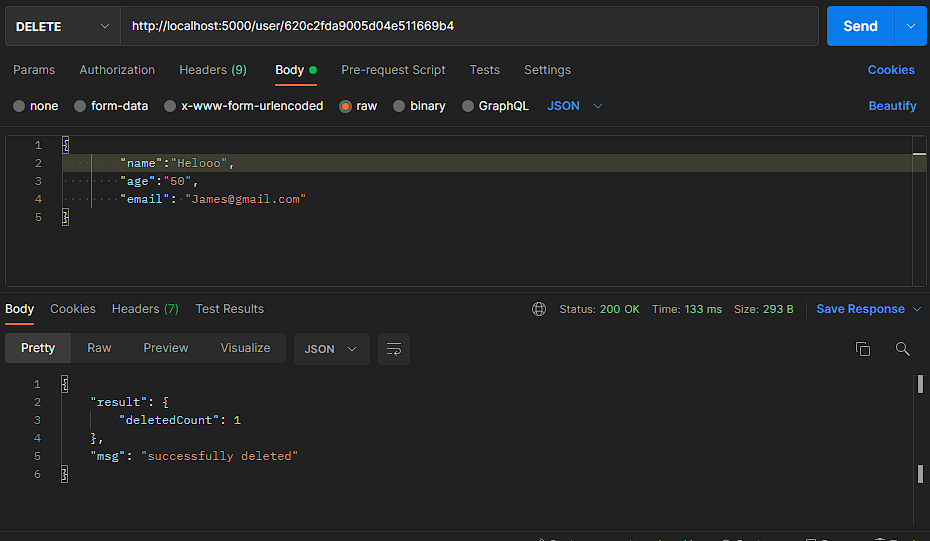 DELETE http://localhost:5000/user/620c2fda9005d04e511669b4 Send
Params Authorization Headers (9) Body Pre-request Script Tests Settings Cookies
none form-data x-www-form-urlencoded raw binary GraphQL JSON Beautify
1 {
2 "name":"Helooo",
3 "age":"50",
4 "email": "James@gmail.com"
5 }
Body Cookies Headers (7) Test Results Status: 200 OK Time: 133 ms Size: 293 B Save Response
Pretty Raw Preview Visualize JSON
1 {
2 "result": {
3 "deletedCount": 1
4 },
5 "msg": "successfully deleted"
6 }